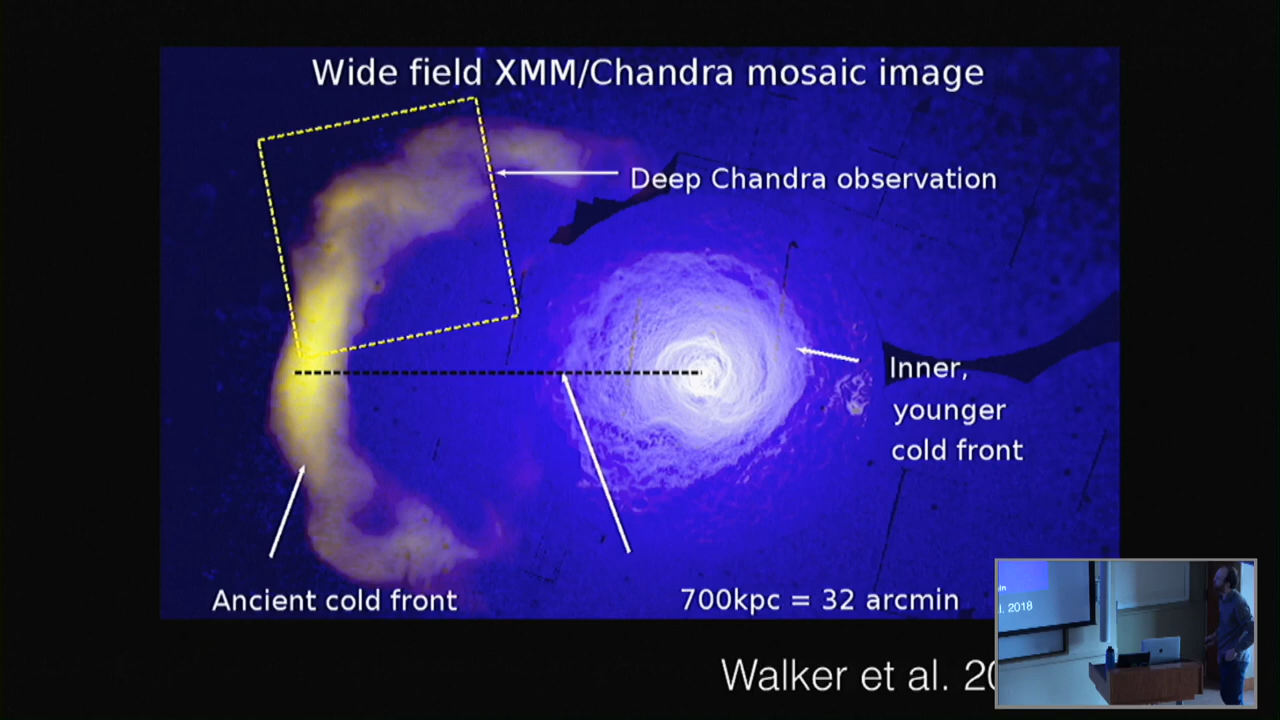 Wide field XMM/Chandra mosaic image
Deep Chandra observation
Inner,
younger
cold front
Ancient cold front
700kpc = 32 arcmin
Walker et al. 20
2018